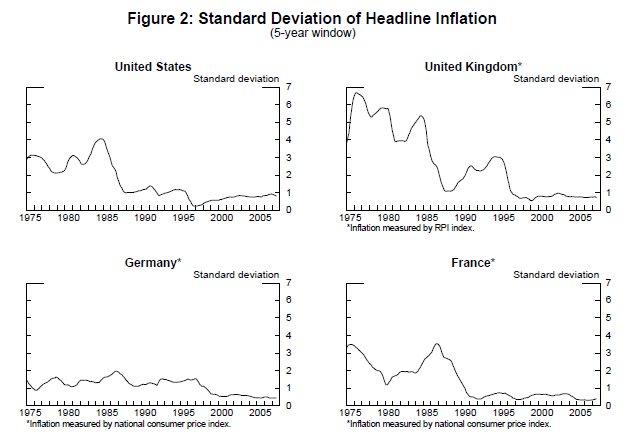 Figure 2: Standard Deviation of Headline Inflation
(5-year window)
United States
Standard deviation
7
6
5
4
3
2
1
0
1975 1980 1985 1990 1995 2000 2005
United Kingdom*
Standard deviation
7
6
5
4
3
2
1
0
1975 1980 1985 1990 1995 2000 2005
*Inflation measured by RPI index.
Germany*
Standard deviation
7
6
5
4
3
2
1
0
1975 1980 1985 1990 1995 2000 2005
*Inflation measured by national consumer price index.
France*
Standard deviation
7
6
5
4
3
2
1
0
1975 1980 1985 1990 1995 2000 2005
*Inflation measured by national consumer price index.